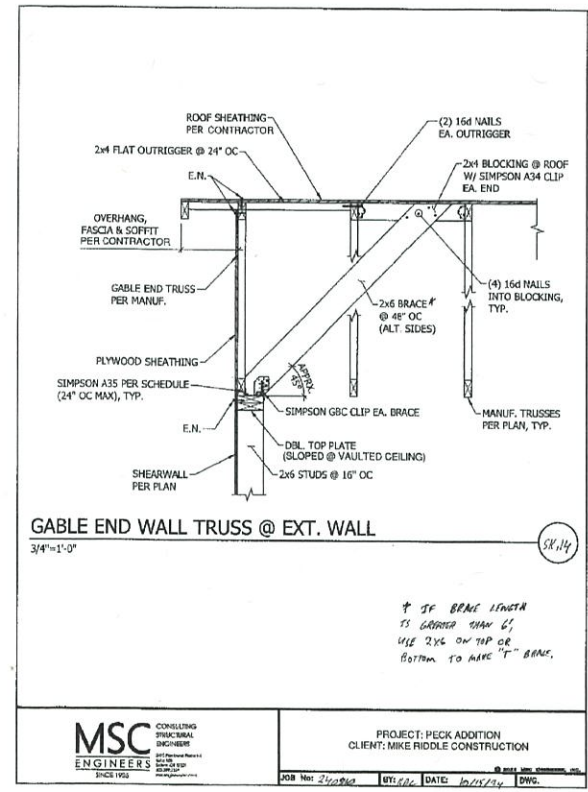 ROOF SHEATHING
PER CONTRACTOR
2x4 FLAT OUTRIGGER @ 24" OC
E.N.
(2) 16d NAILS
EA. OUTRIGGER
2x4 BLOCKING @ ROOF
W/ SIMPSON A34 CLIP
EA. END
OVERHANG,
FASCIA & SOFFIT
PER CONTRACTOR
GABLE END TRUSS
PER MANUF.
(4) 16d NAILS
INTO BLOCKING,
TYP.
2x6 BRACE *
@ 48" OC
(ALT. SIDES)
PLYWOOD SHEATHING
APPRX.
45°
SIMPSON A35 PER SCHEDULE
(24" OC MAX), TYP.
SIMPSON GBC CLIP EA. BRACE
MANUF. TRUSSES
PER PLAN, TYP.
E.N.
DBL. TOP PLATE
(SLOPED @ VAULTED CEILING)
SHEARWALL
PER PLAN
2x6 STUDS @ 16" OC
GABLE END WALL TRUSS @ EXT. WALL
3/4"=1'-0"
SK.14
* IF BRACE LENGTH
IS GREATER THAN 6',
USE 2X6 ON TOP OR
BOTTOM TO MAKE "T" BRACE.
MSC
ENGINEERS
SINCE
CONSULTING
STRUCTURAL
ENGINEERS
PROJECT: PECK ADDITION
CLIENT: MIKE RIDDLE CONSTRUCTION
JOB No:
BY:
DATE: 10/15/24
DWG.